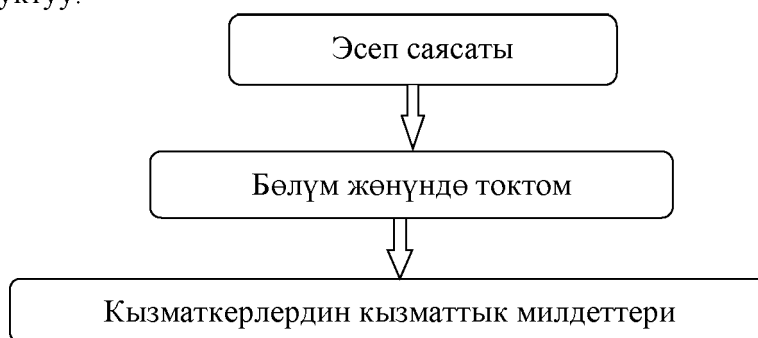 Эсеп саясаты
Бөлүм жөнүндө токтом
Кызматкерлердин кызматтык милдеттери